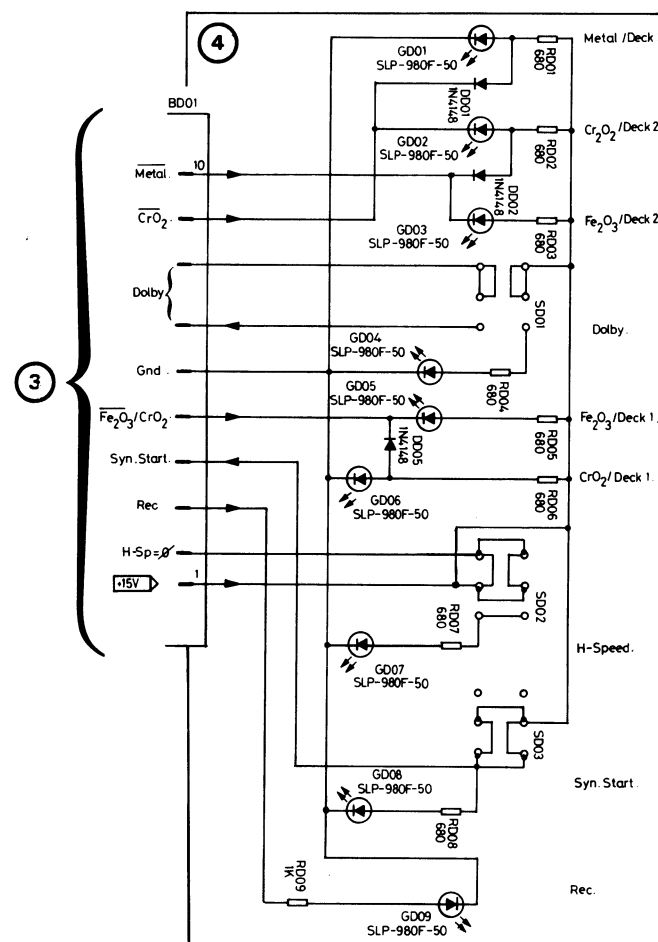 4
GD01
SLP-980F-50
RD01
680
Metal/Deck
BD01
DD01
1N4148
GD02
SLP-980F-50
RD02
680
Cr2O2/Deck 2
10
Metal.
DD02
1N4148
CrO2.
GD03
SLP-980F-50
RD03
680
Fe2O3/Deck 2
Dolby
SD01
Dolby.
3
GD04
SLP-980F-50
Gnd.
RD04
680
GD05
SLP-980F-50
Fe2O3/CrO2.
DD05
1N4148
RD05
680
Fe2O3/Deck 1.
Syn.Start.
GD06
SLP-980F-50
RD06
680
CrO2/Deck 1.
Rec
H-Sp=0
+15V
1
SD02
RD07
680
H-Speed.
GD07
SLP-980F-50
SD03
GD08
SLP-980F-50
RD08
680
Syn.Start.
RD09
1K
Rec.
GD09
SLP-980F-50